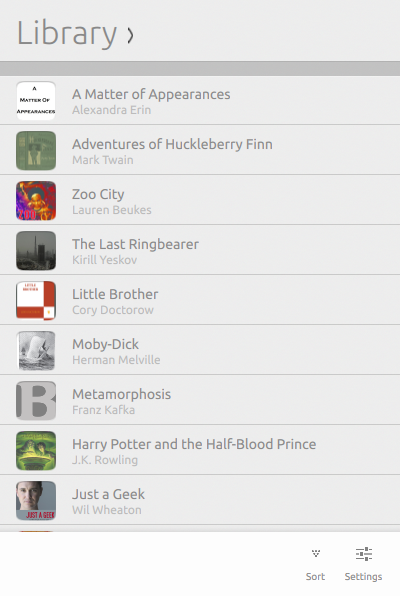 Library ›
A
MATTER OF
APPEARANCES
A Matter of Appearances
Alexandra Erin
Adventures of Huckleberry Finn
Mark Twain
ZOO
Zoo City
Lauren Beukes
The Last Ringbearer
Kirill Yeskov
LITTLE
BROTHER
Little Brother
Cory Doctorow
Moby-Dick
Herman Melville
B
Metamorphosis
Franz Kafka
Harry Potter and the Half-Blood Prince
J.K. Rowling
JUST A GEEK
Just a Geek
Wil Wheaton
Sort
Settings